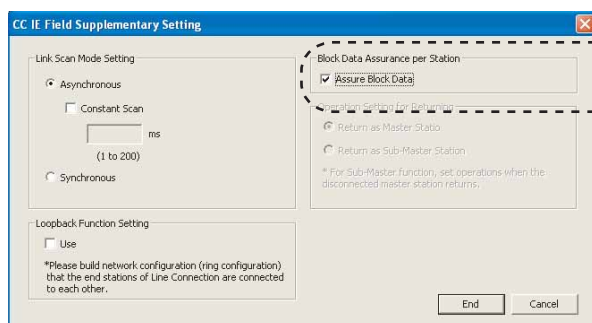 CC IE Field Supplementary Setting
Link Scan Mode Setting
Asynchronous
Constant Scan
ms
(1 to 200)
Synchronous
Loopback Function Setting
Use
*Please build network configuration (ring configuration)
that the end stations of Line Connection are connected
to each other.
Block Data Assurance per Station
Assure Block Data
Operation Setting for Returning
Return as Master Statio
Return as Sub-Master Station
* For Sub-Master function, set operations when the
disconnected master station returns.
End
Cancel